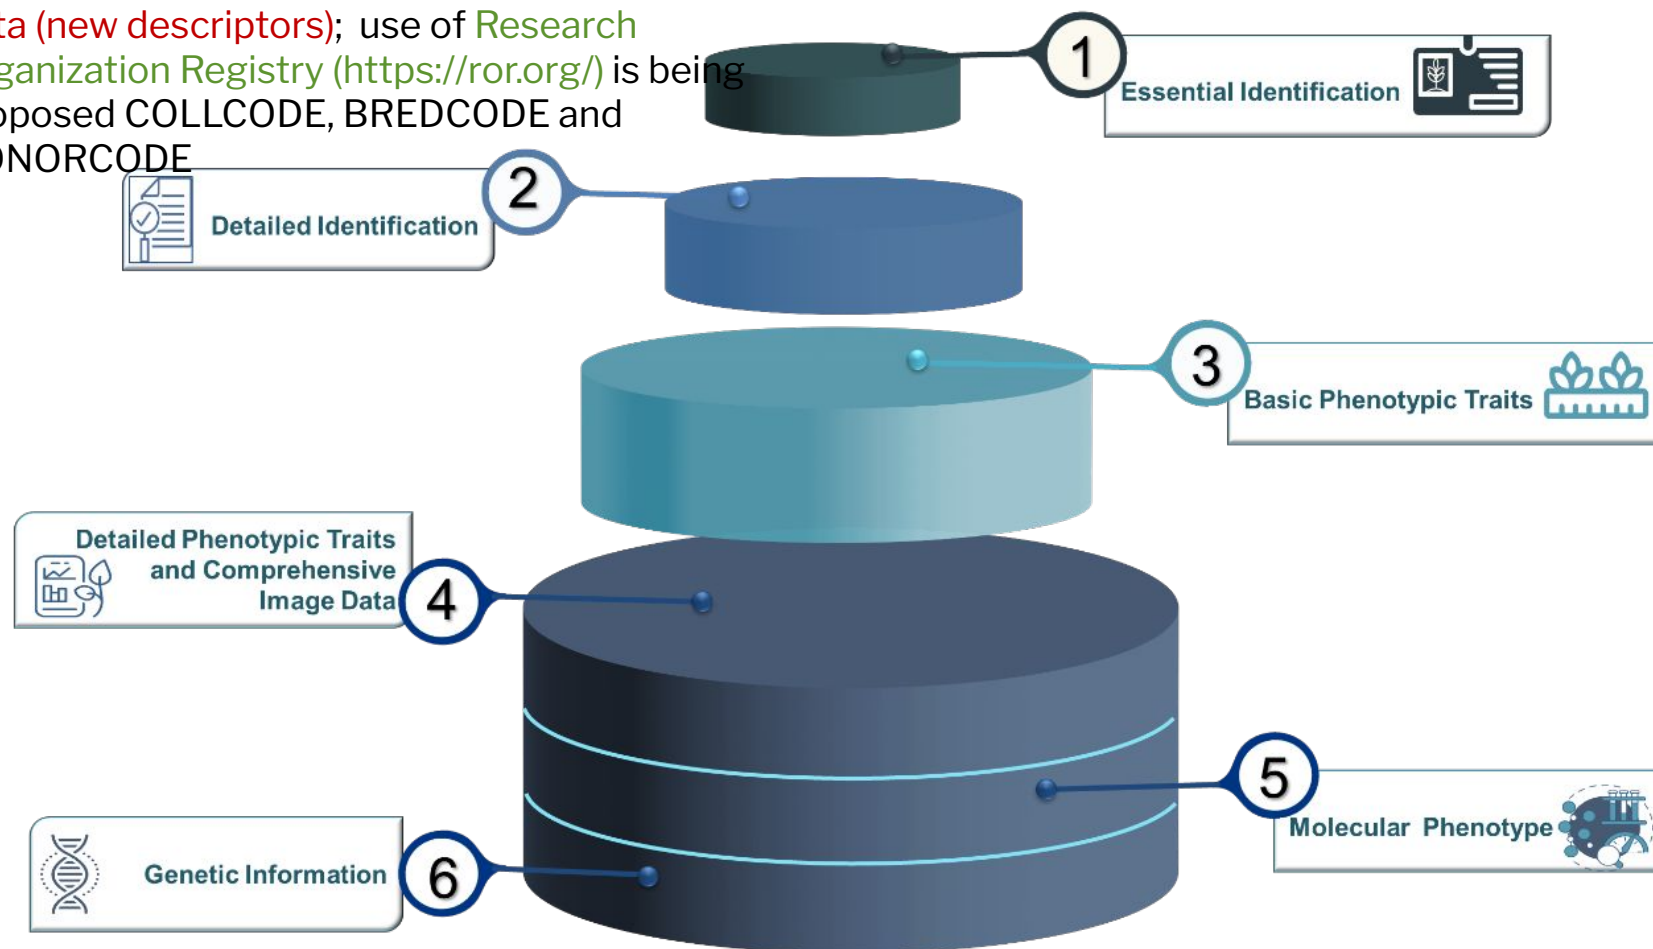 ta (new descriptors);  use of Research
ganization Registry (https://ror.org/) is being
oposed COLLCODE, BREDCODE and
ONORCODE
1
Essential Identification
2
Detailed Identification
3
Basic Phenotypic Traits
Detailed Phenotypic Traits
and Comprehensive
Image Data
4
5
Molecular Phenotype
Genetic Information
6